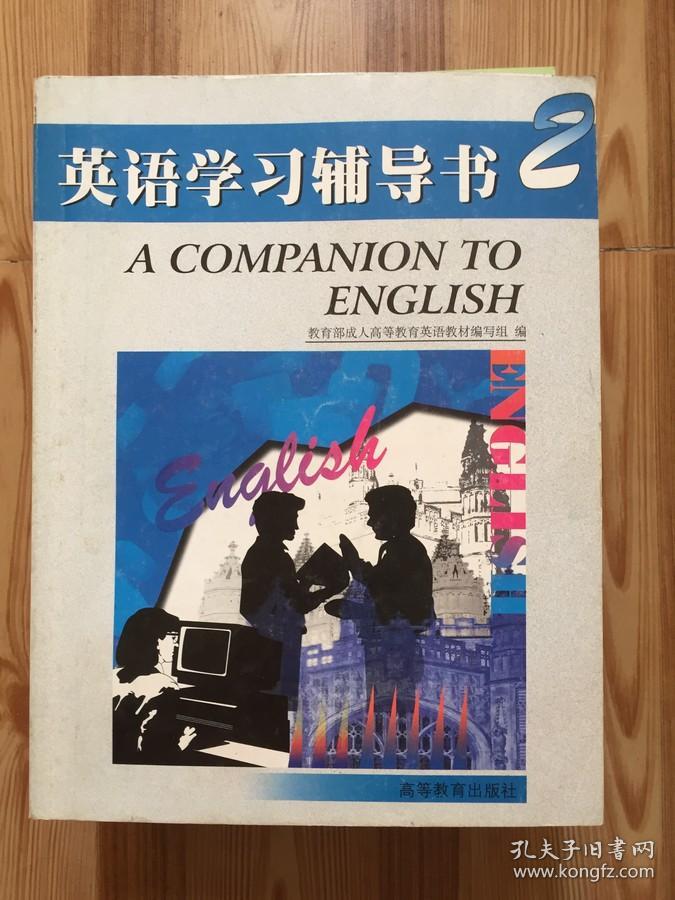 英语学习辅导书 2
A COMPANION TO
ENGLISH
教育部成人高等教育英语教材编写组 编
ENGLISH
English
高等教育出版社
孔夫子旧书网
www.kongfz.com